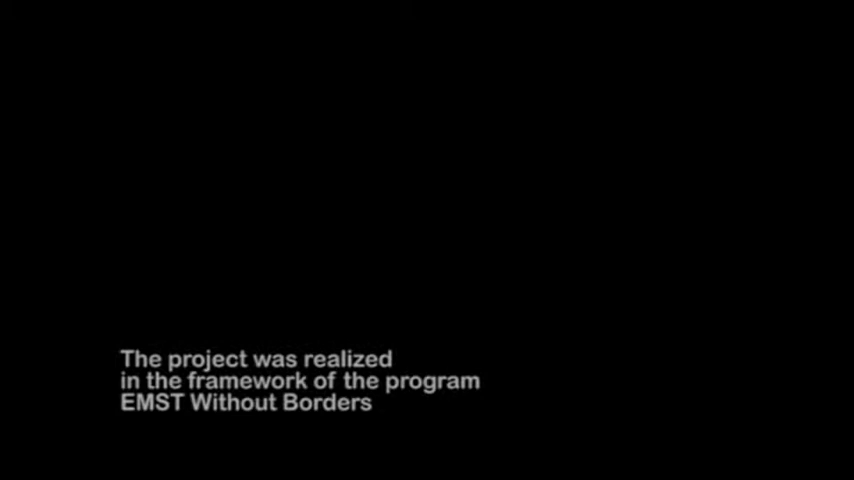 The project was realized
in the framework of the program
EMST Without Borders